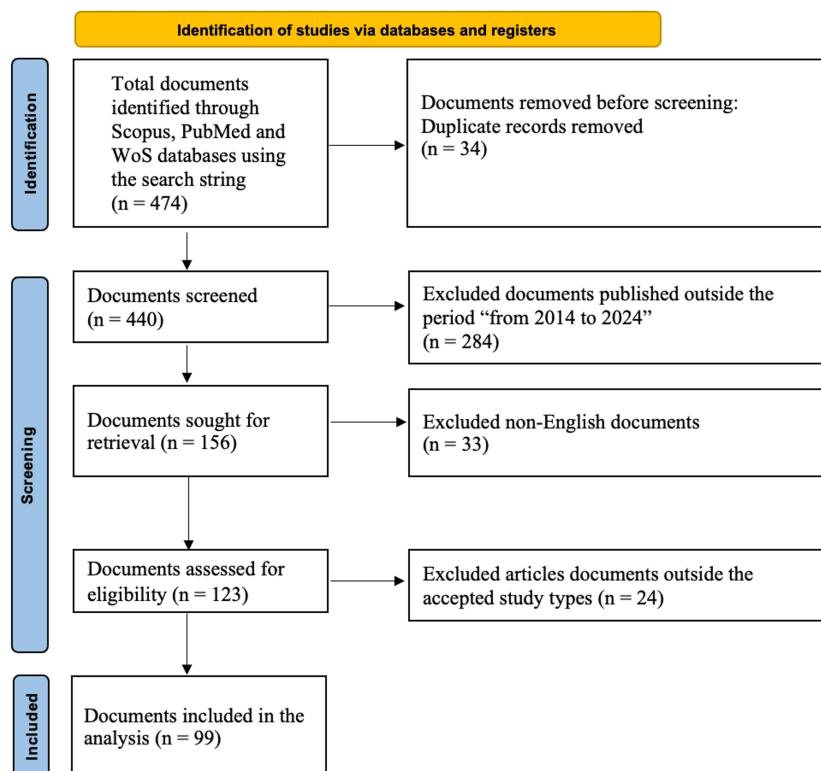 Identification of studies via databases and registers
Identification
Total documents
identified through
Scopus, PubMed and
WoS databases using
the search string
(n = 474)
Documents removed before screening:
Duplicate records removed
(n = 34)
Screening
Documents screened
(n = 440)
Excluded documents published outside the
period “from 2014 to 2024”
(n = 284)
Documents sought for
retrieval (n = 156)
Excluded non-English documents
(n = 33)
Documents assessed for
eligibility (n = 123)
Excluded articles documents outside the
accepted study types (n = 24)
Included
Documents included in the
analysis (n = 99)